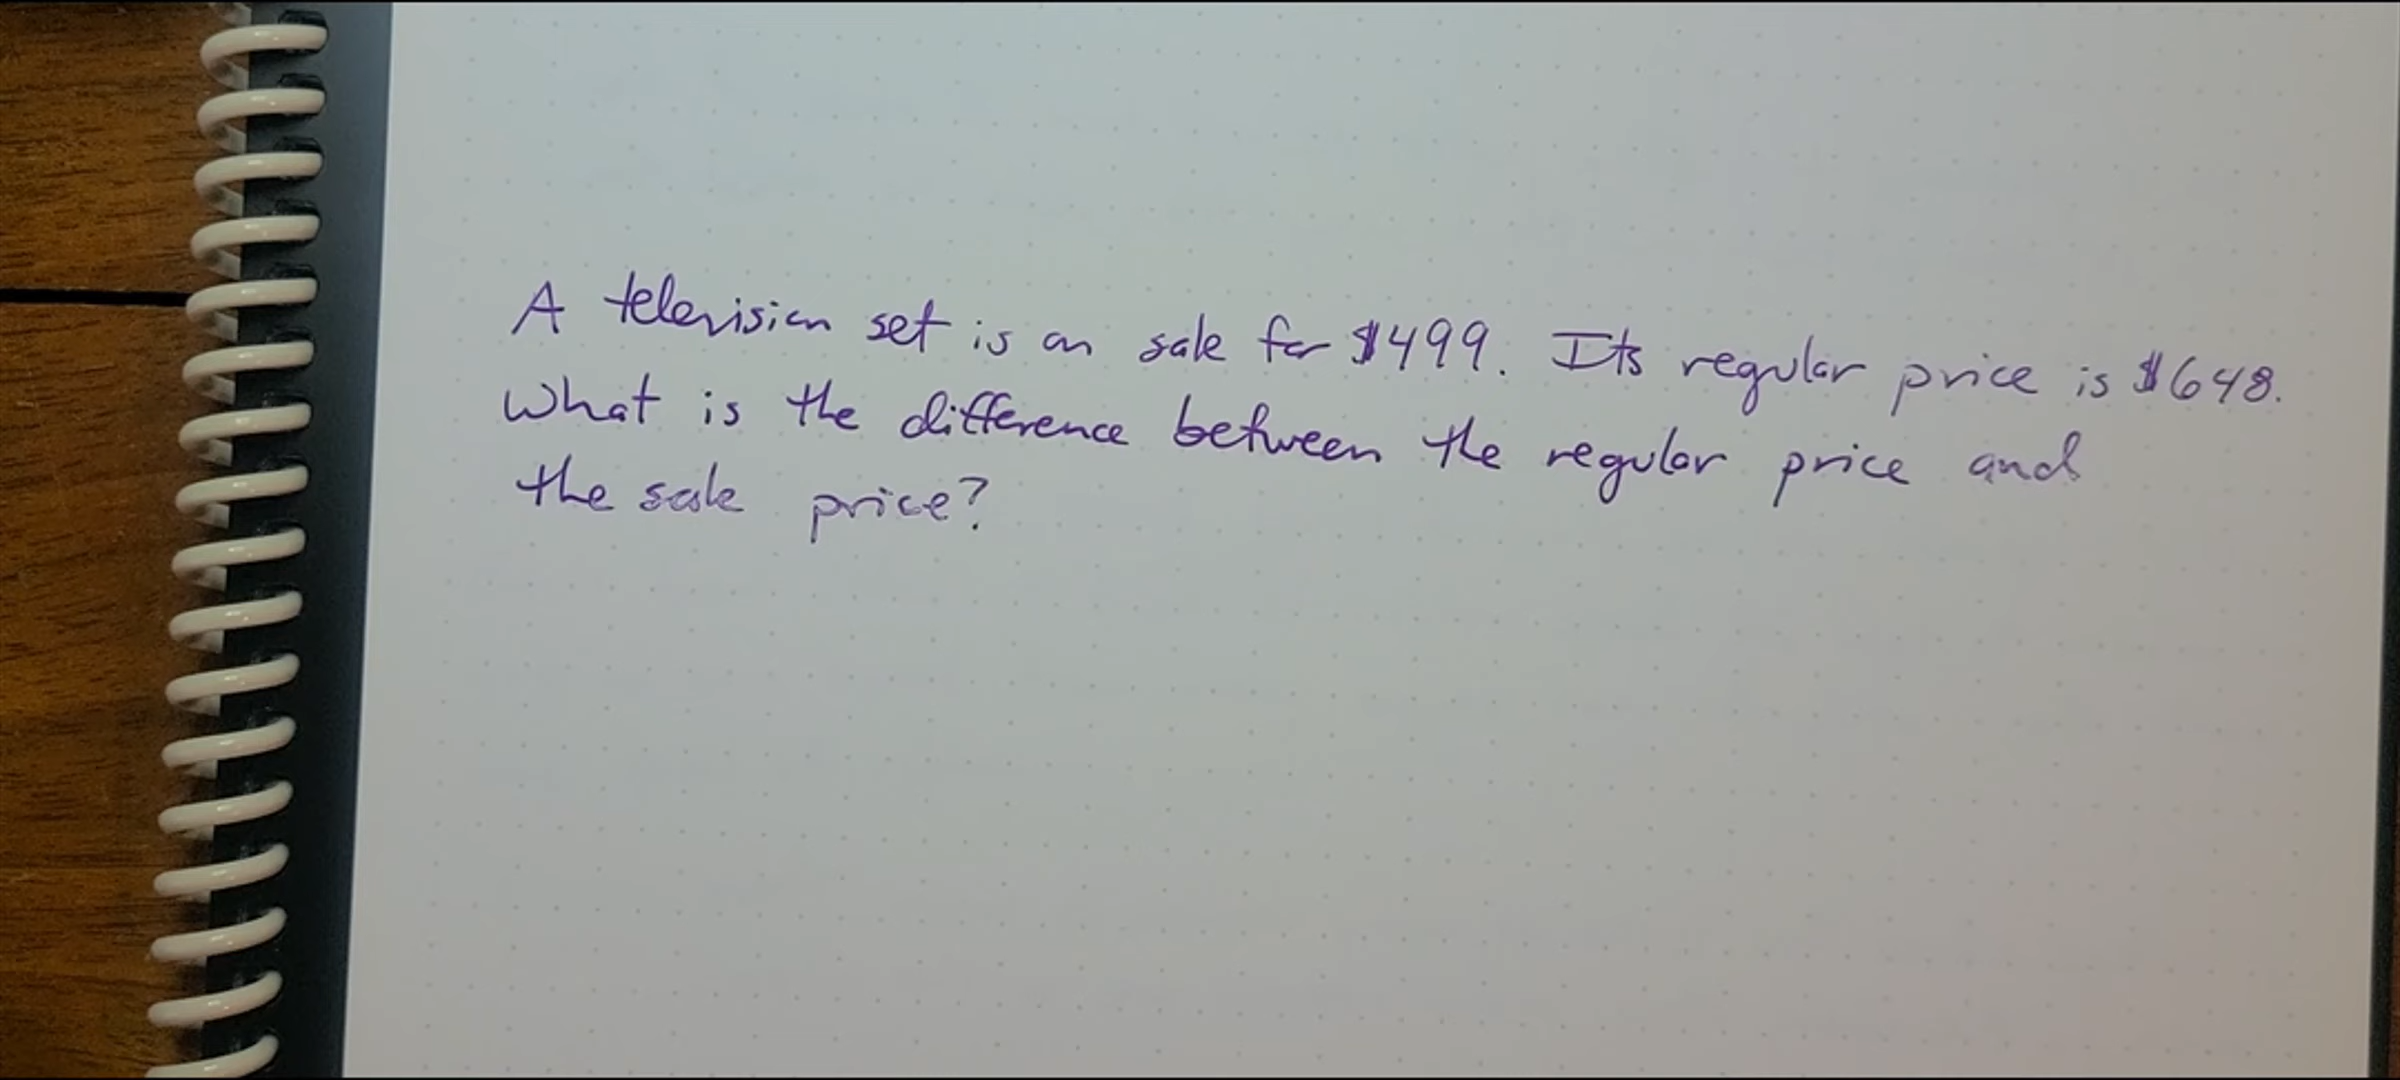 A television set is on sale for $499. Its regular price is $648.
What is the difference between the regular price and
the sale price?